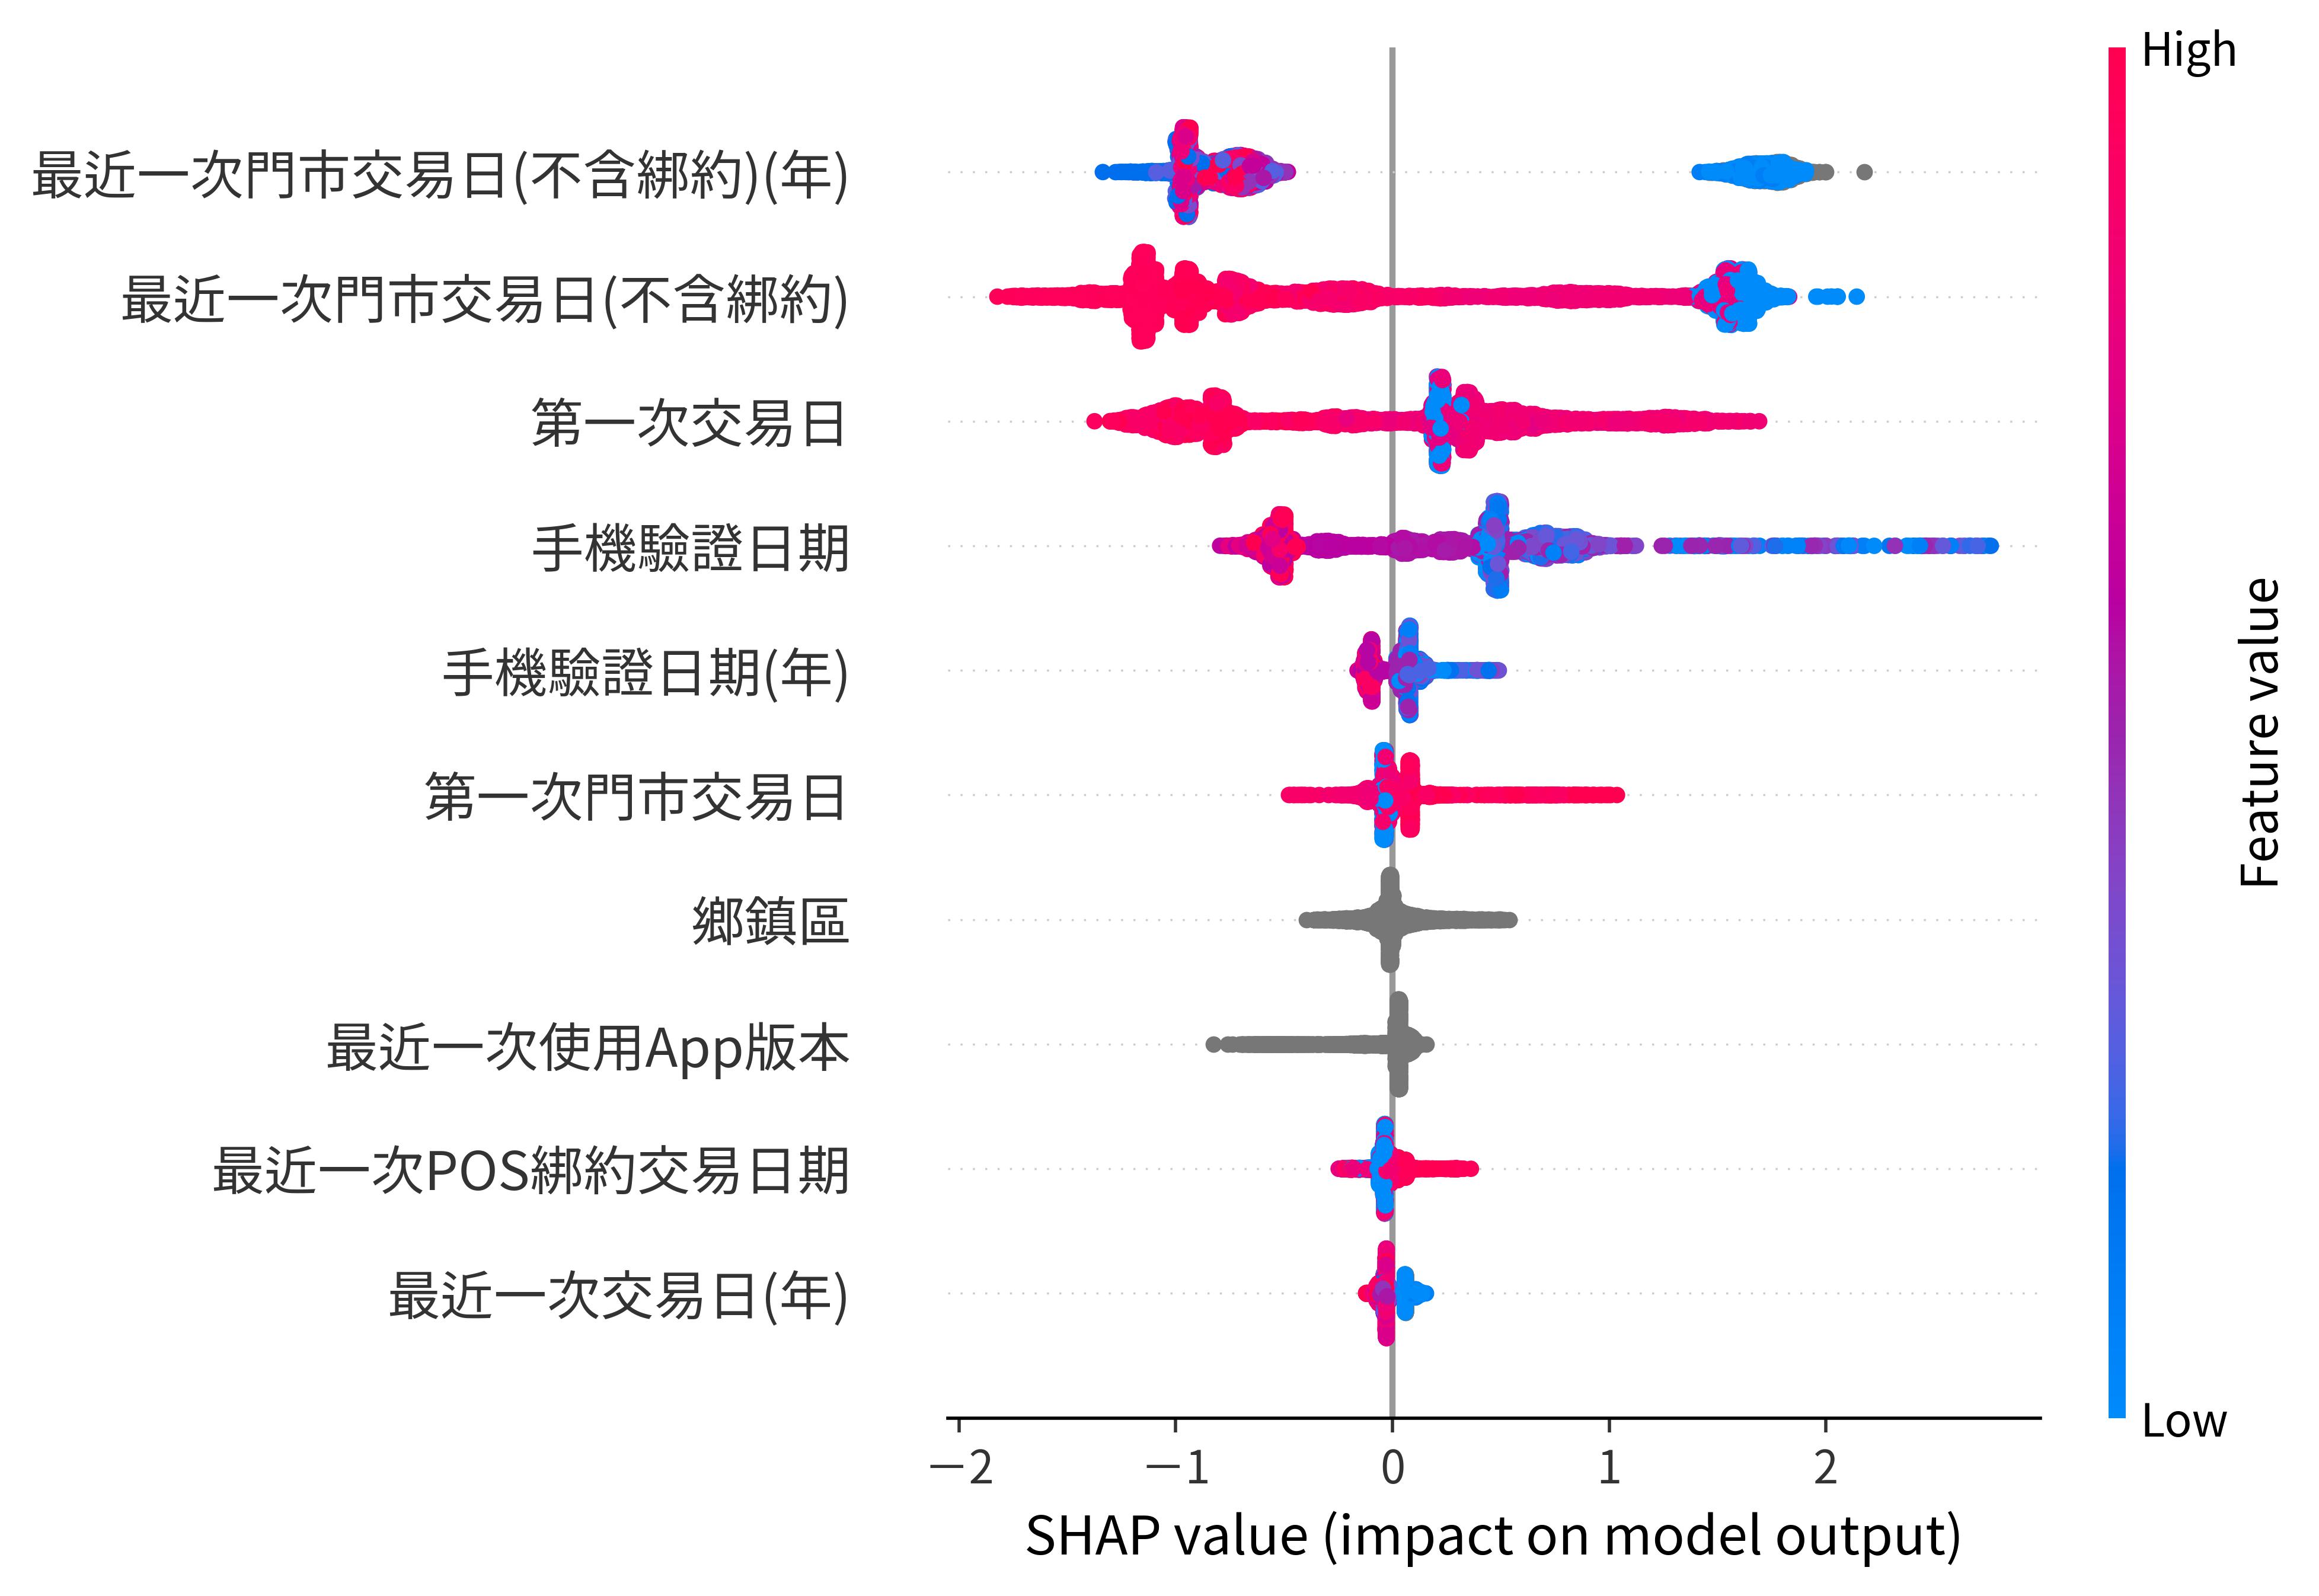 High
最近一次門市交易日(不含綁約)(年)
最近一次門市交易日(不含綁約)
第一次交易日
手機驗證日期
手機驗證日期(年)
第一次門市交易日
鄉鎮區
最近一次使用App版本
最近一次POS綁約交易日期
最近一次交易日(年)
Feature value
Low
−2 −1 0 1 2
SHAP value (impact on model output)